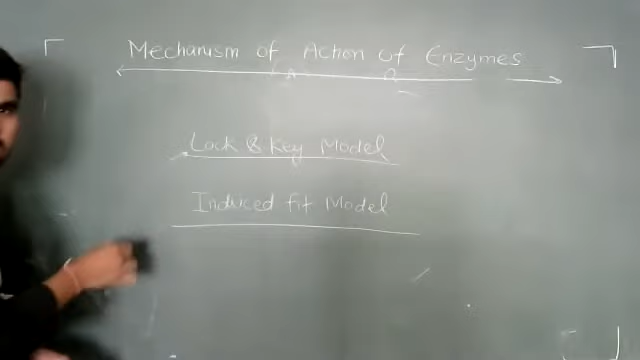 Mechanism of Action of Enzymes
Lock & Key Model
Induced fit Model